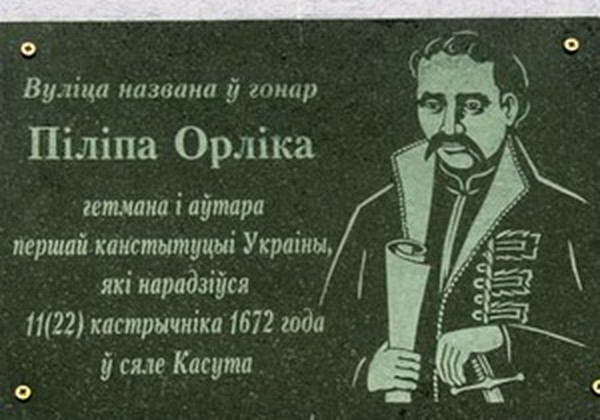 Вуліца названа ў гонар
Піліпа Орліка
гетмана і аўтара
першай канстытуцыі Украіны,
які нарадзіўся
11(22) кастрычніка 1672 года
ў сяле Касута